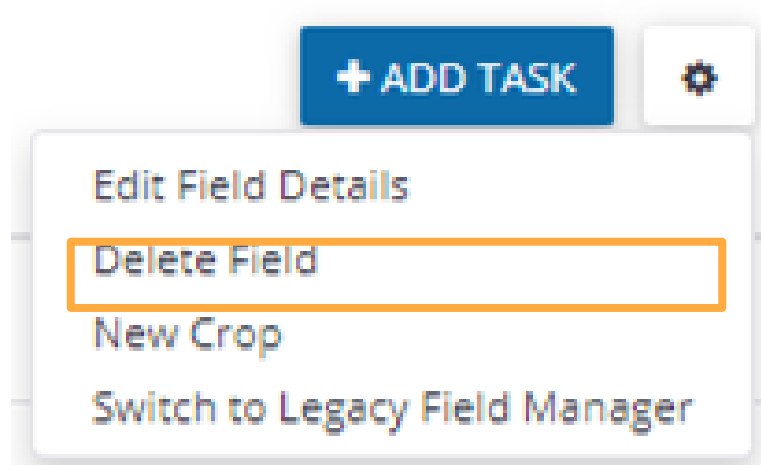 + ADD TASK
Edit Field Details
Delete Field
New Crop
Switch to Legacy Field Manager